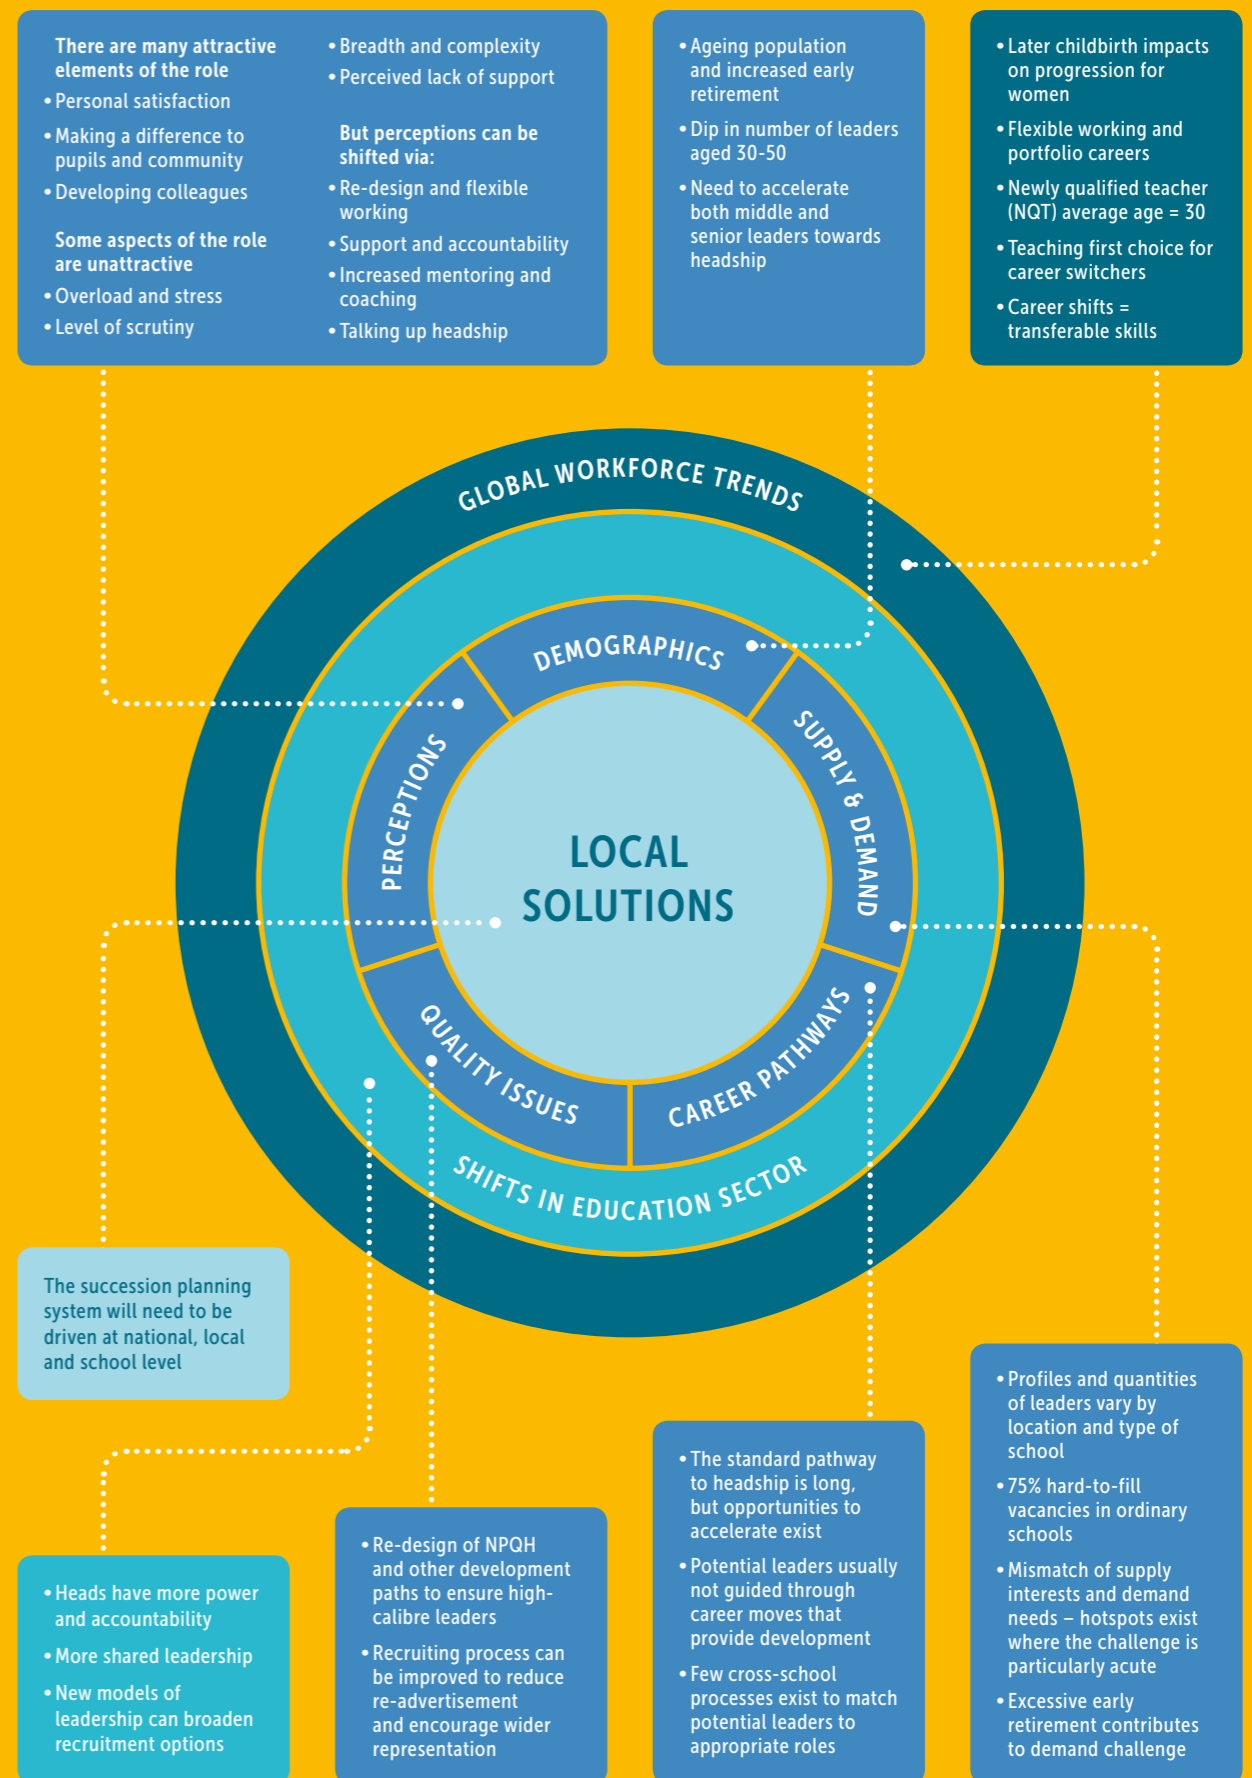 There are many attractive
elements of the role
• Personal satisfaction
• Making a difference to
pupils and community
• Developing colleagues
Some aspects of the role
are unattractive
• Overload and stress
• Level of scrutiny
• Breadth and complexity
• Perceived lack of support
But perceptions can be
shifted via:
• Re-design and flexible
working
• Support and accountability
• Increased mentoring and
coaching
• Talking up headship
• Ageing population
and increased early
retirement
• Dip in number of leaders
aged 30-50
• Need to accelerate
both middle and
senior leaders towards
headship
• Later childbirth impacts
on progression for
women
• Flexible working and
portfolio careers
• Newly qualified teacher
(NQT) average age = 30
• Teaching first choice for
career switchers
• Career shifts =
transferable skills
GLOBAL WORKFORCE TRENDS
DEMOGRAPHICS
PERCEPTIONS
SUPPLY & DEMAND
LOCAL
SOLUTIONS
QUALITY ISSUES
CAREER PATHWAYS
SHIFTS IN EDUCATION SECTOR
The succession planning
system will need to be
driven at national, local
and school level
• Heads have more power
and accountability
• More shared leadership
• New models of
leadership can broaden
recruitment options
• Re-design of NPQH
and other development
paths to ensure high-
calibre leaders
• Recruiting process can
be improved to reduce
re-advertisement
and encourage wider
representation
• The standard pathway
to headship is long,
but opportunities to
accelerate exist
• Potential leaders usually
not guided through
career moves that
provide development
• Few cross-school
processes exist to match
potential leaders to
appropriate roles
• Profiles and quantities
of leaders vary by
location and type of
school
• 75% hard-to-fill
vacancies in ordinary
schools
• Mismatch of supply
interests and demand
needs – hotspots exist
where the challenge is
particularly acute
• Excessive early
retirement contributes
to demand challenge